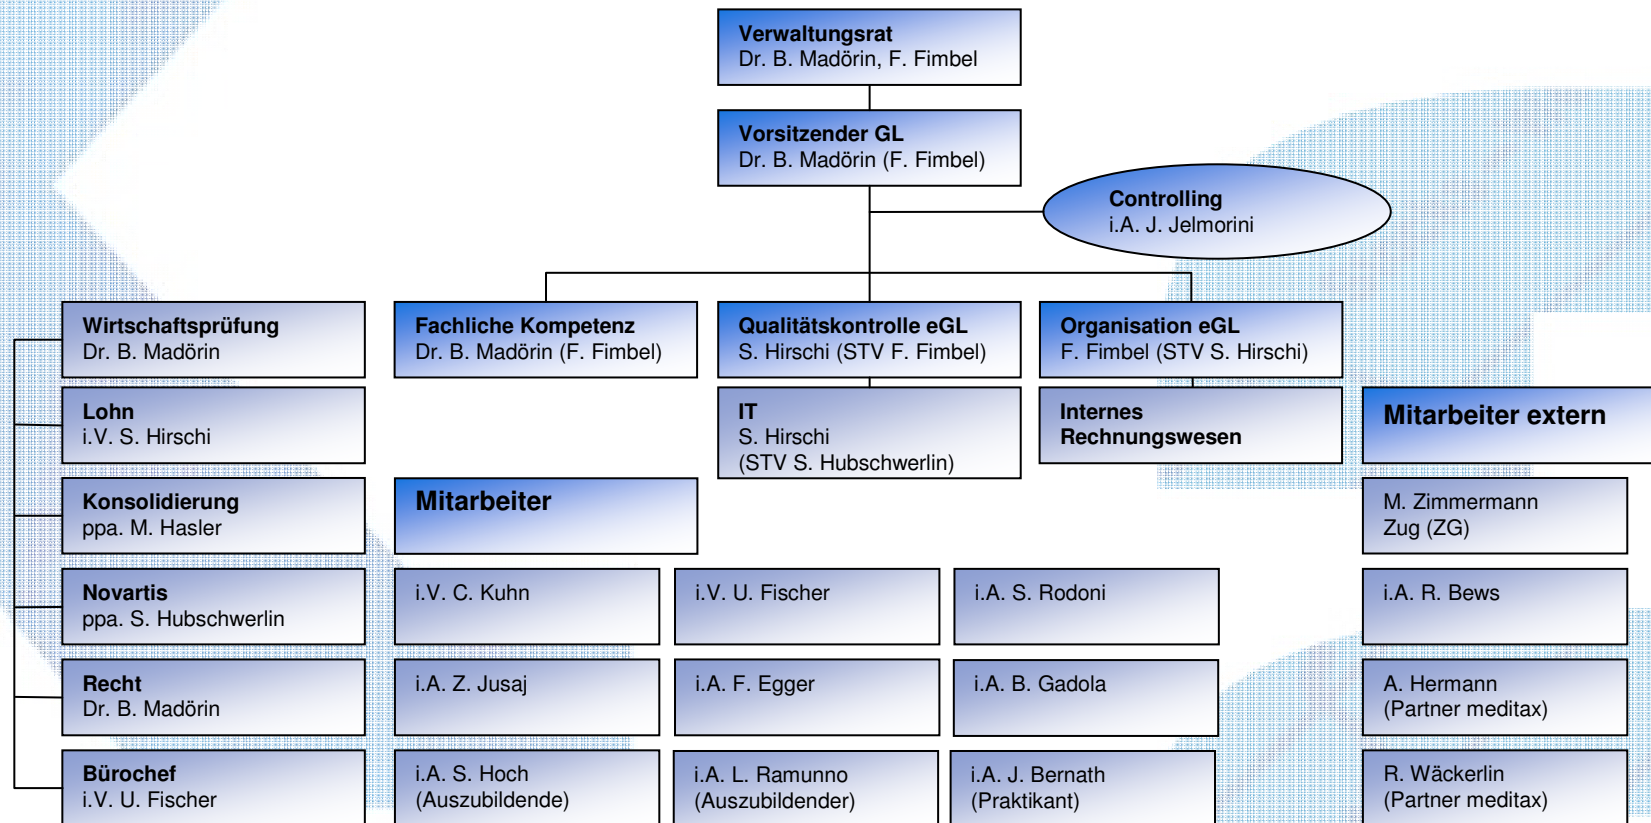 Verwaltungsrat
Dr. B. Madörin, F. Fimbel
Vorsitzender GL
Dr. B. Madörin (F. Fimbel)
Controlling
i.A. J. Jelmorini
Wirtschaftsprüfung
Dr. B. Madörin
Fachliche Kompetenz
Dr. B. Madörin (F. Fimbel)
Qualitätskontrolle eGL
S. Hirschi (STV F. Fimbel)
Organisation eGL
F. Fimbel (STV S. Hirschi)
Lohn
i.V. S. Hirschi
IT
S. Hirschi
(STV S. Hubschwerlin)
Internes
Rechnungswesen
Mitarbeiter extern
Konsolidierung
ppa. M. Hasler
Mitarbeiter
M. Zimmermann
Zug (ZG)
Novartis
ppa. S. Hubschwerlin
i.V. C. Kuhn
i.V. U. Fischer
i.A. S. Rodoni
i.A. R. Bews
Recht
Dr. B. Madörin
i.A. Z. Jusaj
i.A. F. Egger
i.A. B. Gadola
A. Hermann
(Partner meditax)
Bürochef
i.V. U. Fischer
i.A. S. Hoch
(Auszubildende)
i.A. L. Ramunno
(Auszubildender)
i.A. J. Bernath
(Praktikant)
R. Wäckerlin
(Partner meditax)